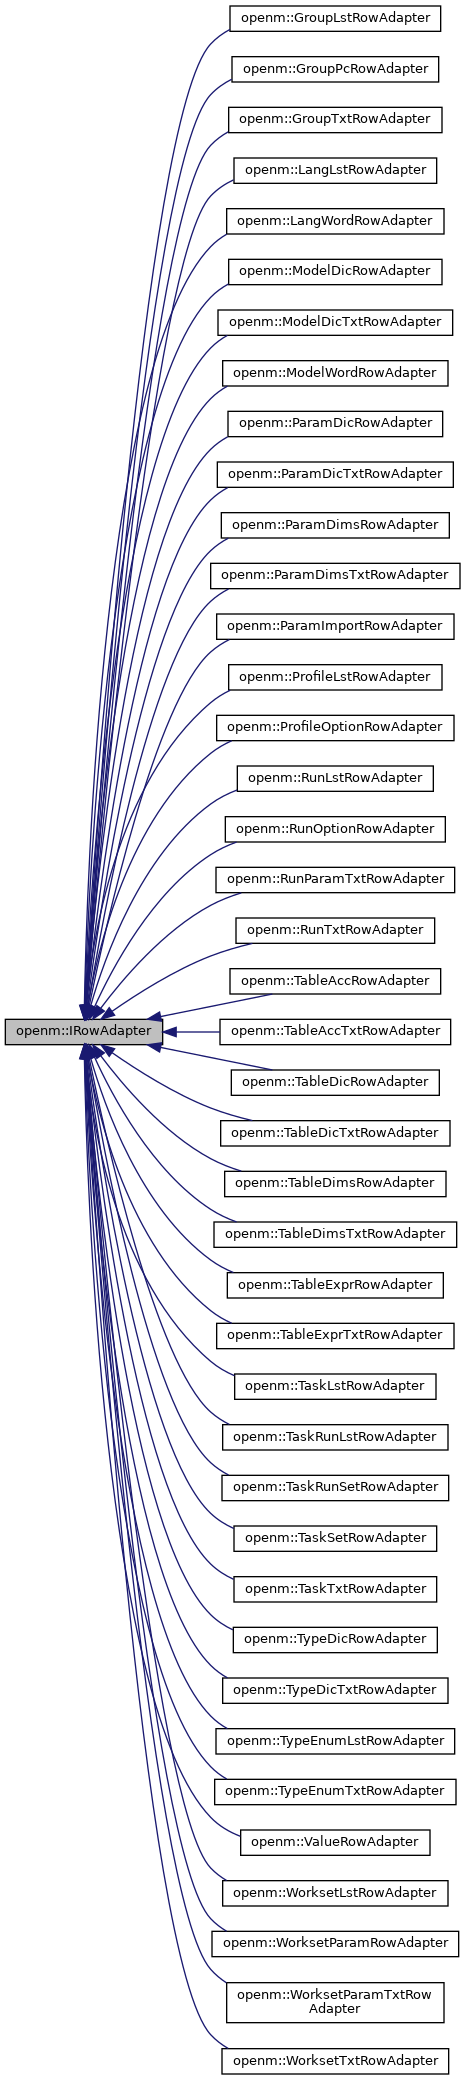 openm::GroupLstRowAdapter
openm::GroupPcRowAdapter
openm::GroupTxtRowAdapter
openm::LangLstRowAdapter
openm::LangWordRowAdapter
openm::ModelDicRowAdapter
openm::ModelDicTxtRowAdapter
openm::ModelWordRowAdapter
openm::ParamDicRowAdapter
openm::ParamDicTxtRowAdapter
openm::ParamDimsRowAdapter
openm::ParamDimsTxtRowAdapter
openm::ParamImportRowAdapter
openm::ProfileLstRowAdapter
openm::ProfileOptionRowAdapter
openm::RunLstRowAdapter
openm::RunOptionRowAdapter
openm::RunParamTxtRowAdapter
openm::RunTxtRowAdapter
openm::TableAccRowAdapter
openm::IRowAdapter
openm::TableAccTxtRowAdapter
openm::TableDicRowAdapter
openm::TableDicTxtRowAdapter
openm::TableDimsRowAdapter
openm::TableDimsTxtRowAdapter
openm::TableExprRowAdapter
openm::TableExprTxtRowAdapter
openm::TaskLstRowAdapter
openm::TaskRunLstRowAdapter
openm::TaskRunSetRowAdapter
openm::TaskSetRowAdapter
openm::TaskTxtRowAdapter
openm::TypeDicRowAdapter
openm::TypeDicTxtRowAdapter
openm::TypeEnumLstRowAdapter
openm::TypeEnumTxtRowAdapter
openm::ValueRowAdapter
openm::WorksetLstRowAdapter
openm::WorksetParamRowAdapter
openm::WorksetParamTxtRow
Adapter
openm::WorksetTxtRowAdapter